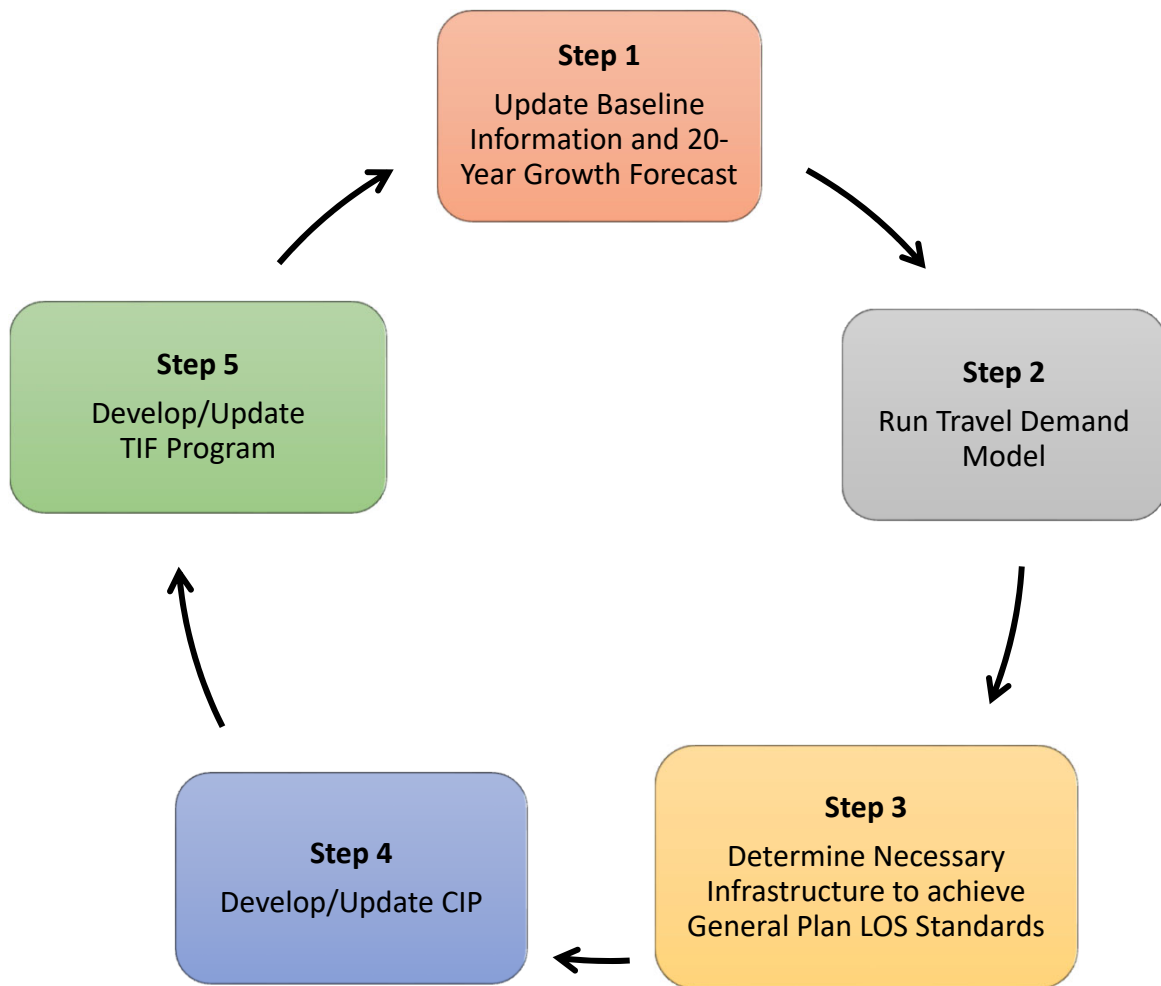 Step 1
Update Baseline
Information and 20-
Year Growth Forecast
Step 2
Run Travel Demand
Model
Step 3
Determine Necessary
Infrastructure to achieve
General Plan LOS Standards
Step 4
Develop/Update CIP
Step 5
Develop/Update
TIF Program